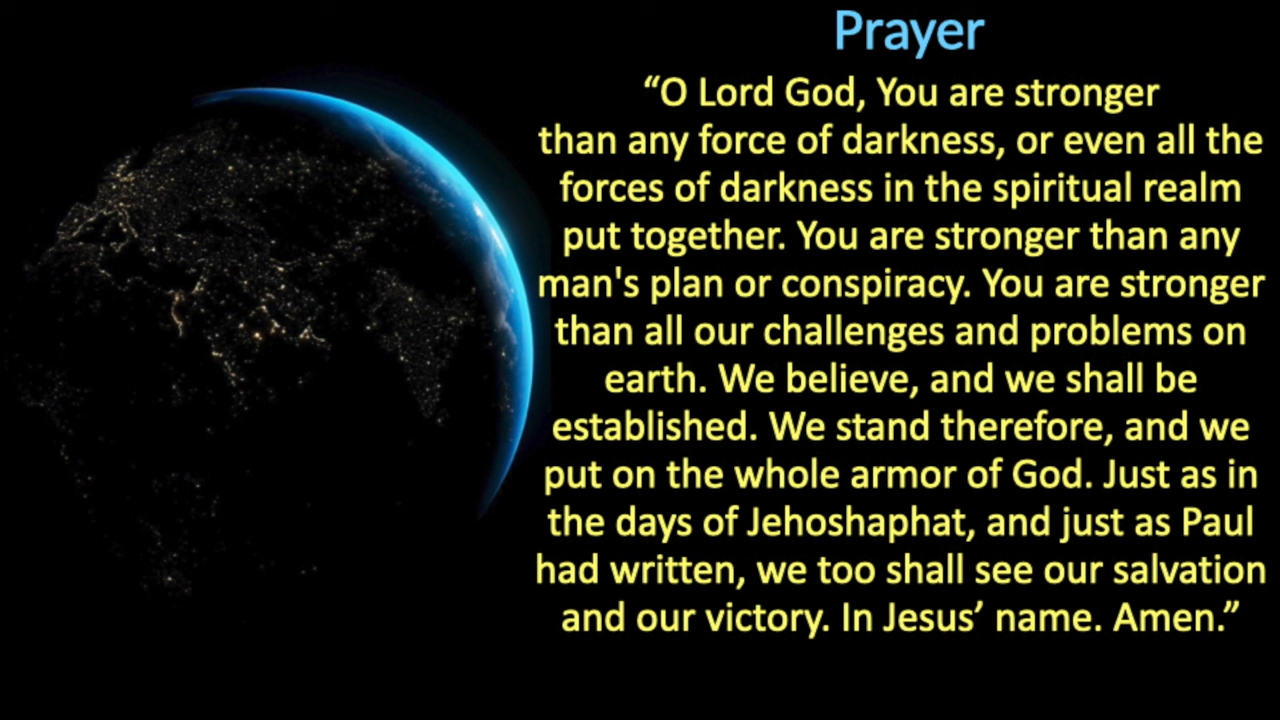 Prayer
“O Lord God, You are stronger
than any force of darkness, or even all the
forces of darkness in the spiritual realm
put together. You are stronger than any
man's plan or conspiracy. You are stronger
than all our challenges and problems on
earth. We believe, and we shall be
established. We stand therefore, and we
put on the whole armor of God. Just as in
the days of Jehoshaphat, and just as Paul
had written, we too shall see our salvation
and our victory. In Jesus’ name. Amen.”